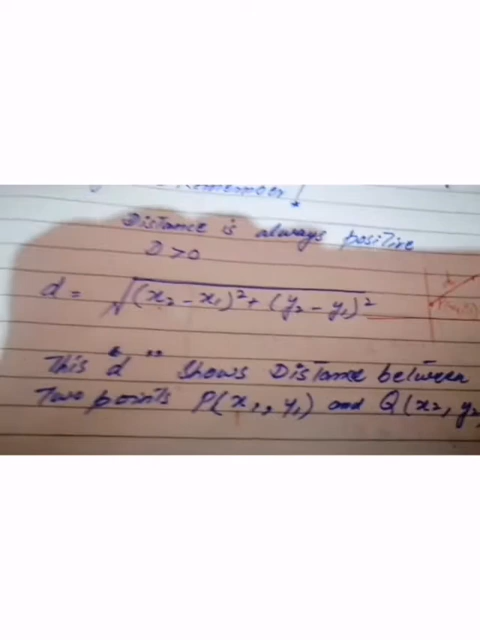 Remember!
Distance is always positive
D > 0
d = √(x₂ - x₁)² + (y₂ - y₁)²
This "d" shows Distance between
Two points P(x₁, y₁) and Q(x₂, y₂